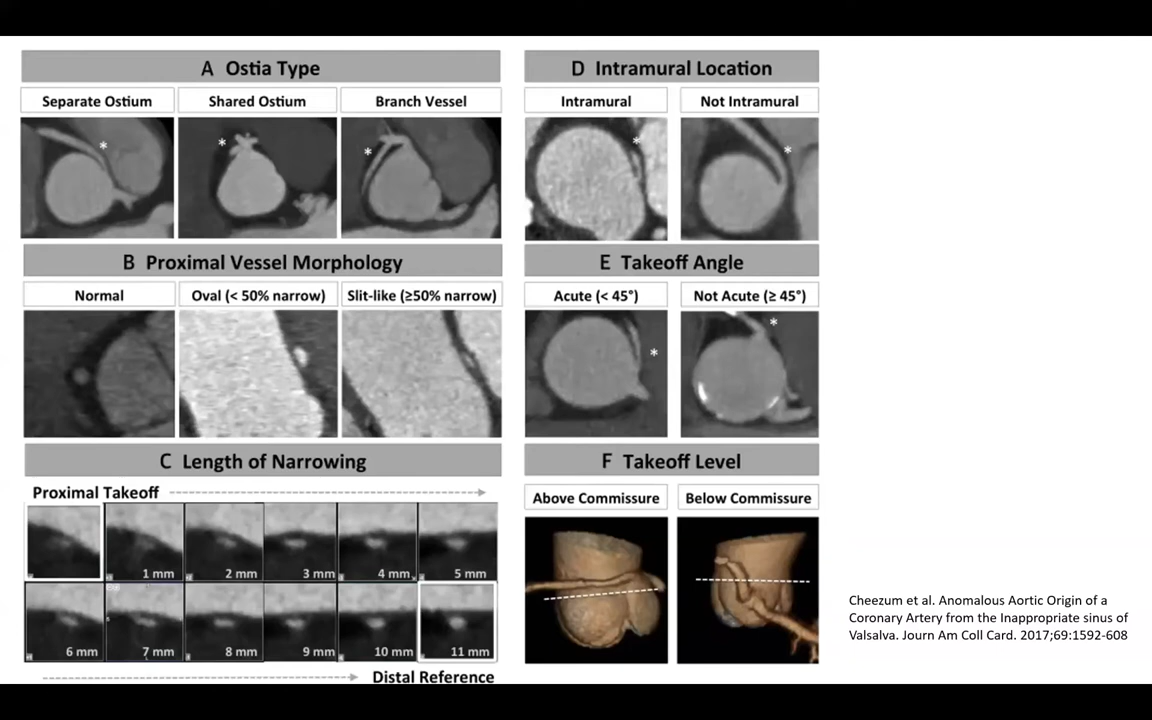 A Ostia Type
Separate Ostium
Shared Ostium
Branch Vessel
*
*
*
B Proximal Vessel Morphology
Normal
Oval (< 50% narrow)
Slit-like (≥50% narrow)
C Length of Narrowing
Proximal Takeoff
1 mm
2 mm
3 mm
4 mm
5 mm
6 mm
7 mm
8 mm
9 mm
10 mm
11 mm
Distal Reference
D Intramural Location
Intramural
Not Intramural
*
*
E Takeoff Angle
Acute (< 45°)
Not Acute (≥ 45°)
*
*
F Takeoff Level
Above Commissure
Below Commissure
Cheezum et al. Anomalous Aortic Origin of a
Coronary Artery from the Inappropriate sinus of
Valsalva. Journ Am Coll Card. 2017;69:1592-608